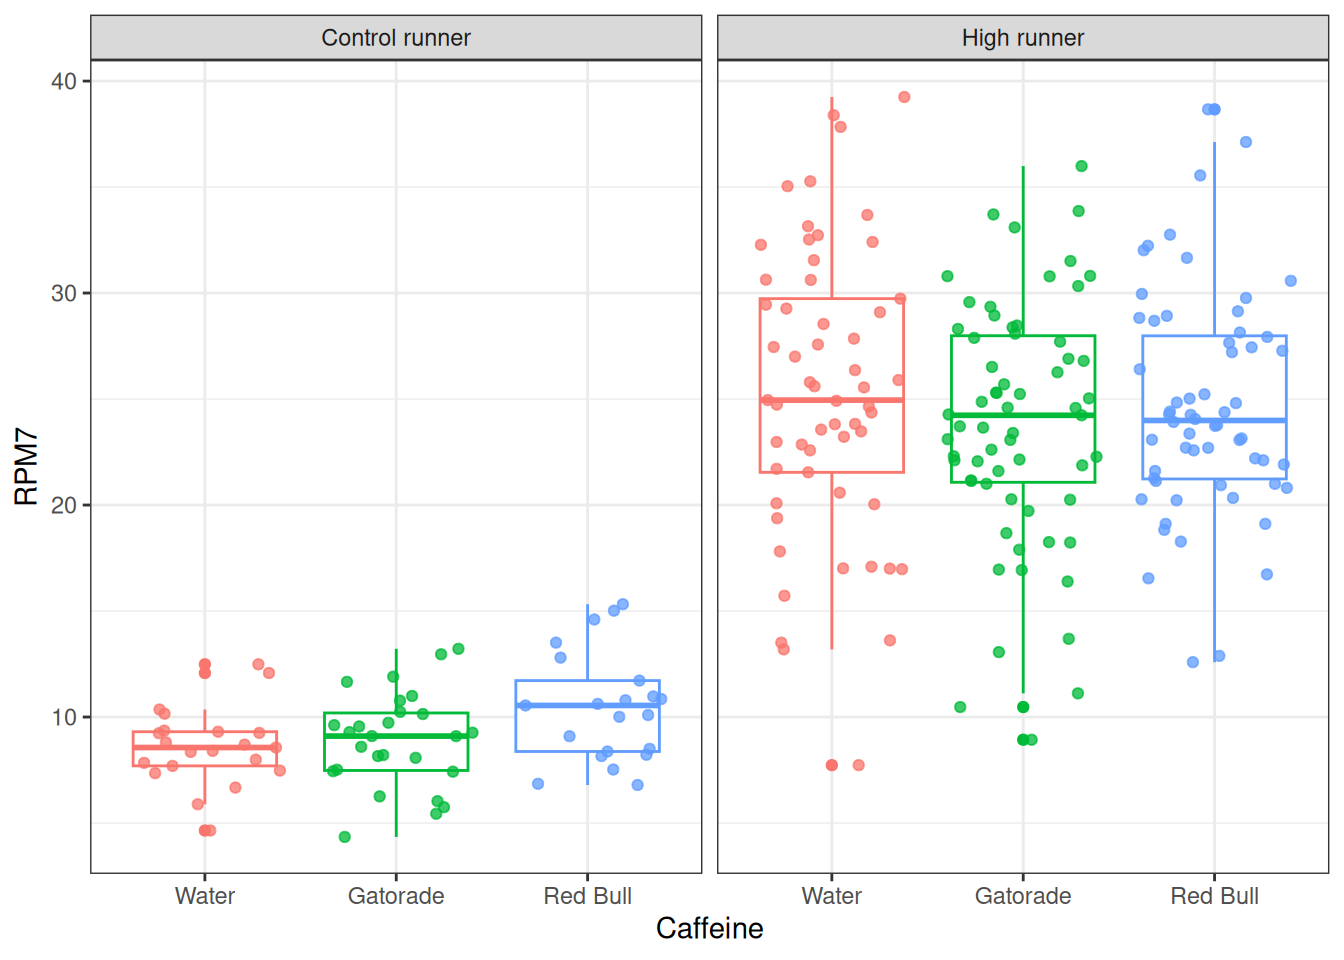 Control runner
High runner
40
30
20
10
RPM7
Water
Gatorade
Red Bull
Water
Gatorade
Red Bull
Caffeine